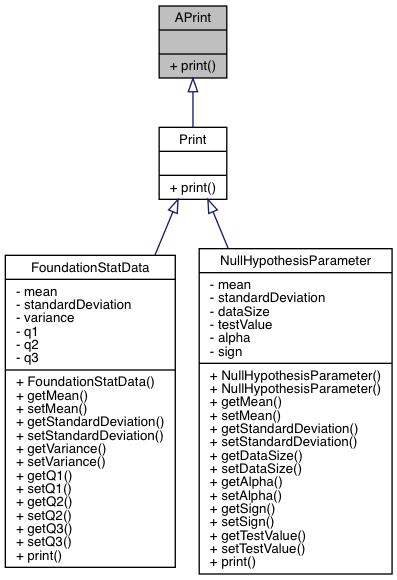 APrint
+ print()
Print
+ print()
FoundationStatData
- mean
- standardDeviation
- variance
- q1
- q2
- q3
+ FoundationStatData()
+ getMean()
+ setMean()
+ getStandardDeviation()
+ setStandardDeviation()
+ getVariance()
+ setVariance()
+ getQ1()
+ setQ1()
+ getQ2()
+ setQ2()
+ getQ3()
+ setQ3()
+ print()
NullHypothesisParameter
- mean
- standardDeviation
- dataSize
- testValue
- alpha
- sign
+ NullHypothesisParameter()
+ NullHypothesisParameter()
+ getMean()
+ setMean()
+ getStandardDeviation()
+ setStandardDeviation()
+ getDataSize()
+ setDataSize()
+ getAlpha()
+ setAlpha()
+ getSign()
+ setSign()
+ getTestValue()
+ setTestValue()
+ print()